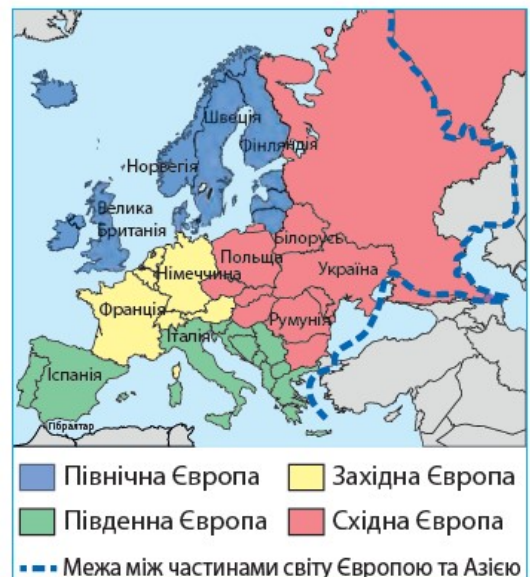 Швеція
Фінляндія
Норвегія
Велика
Британія
Білорусь
Польща
Німеччина
Україна
Франція
Румунія
Італія
Іспанія
Гібралтар
Північна Європа
Західна Європа
Південна Європа
Східна Європа
Межа між частинами світу Європою та Азією